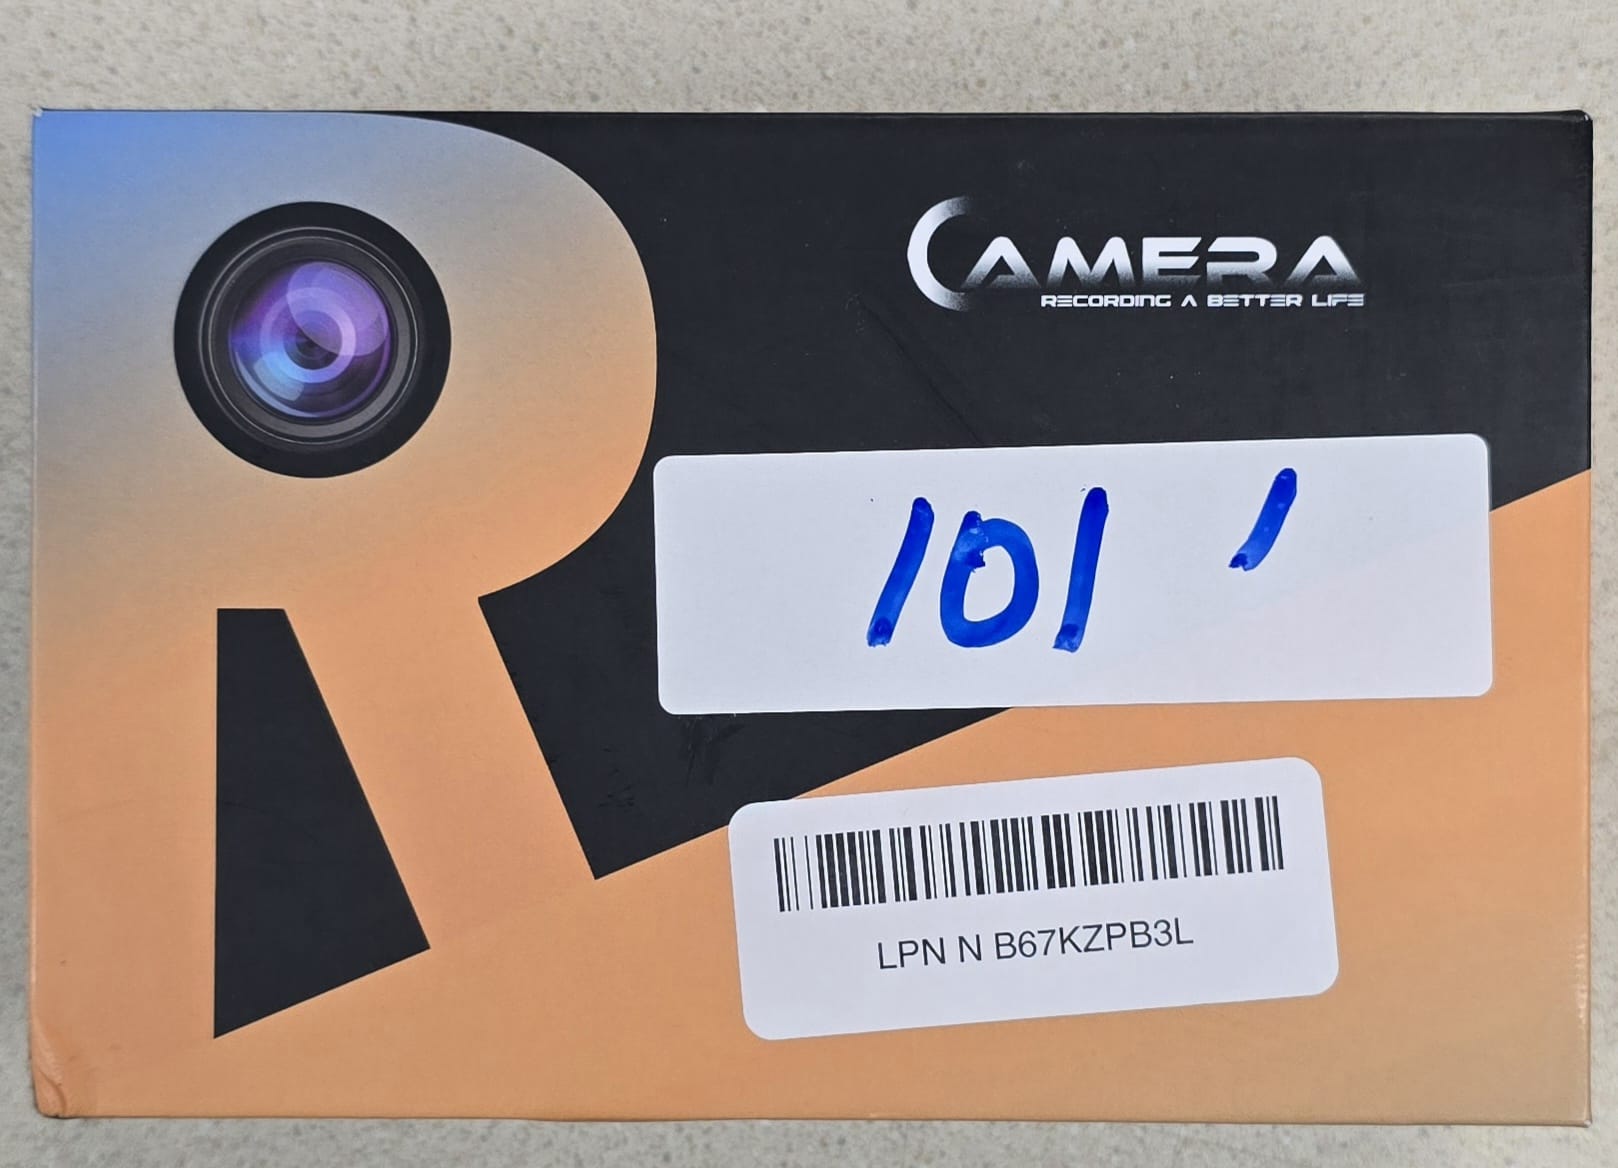 CAMERA
RECORDING A BETTER LIFE
101 '
LPN N B67KZPB3L